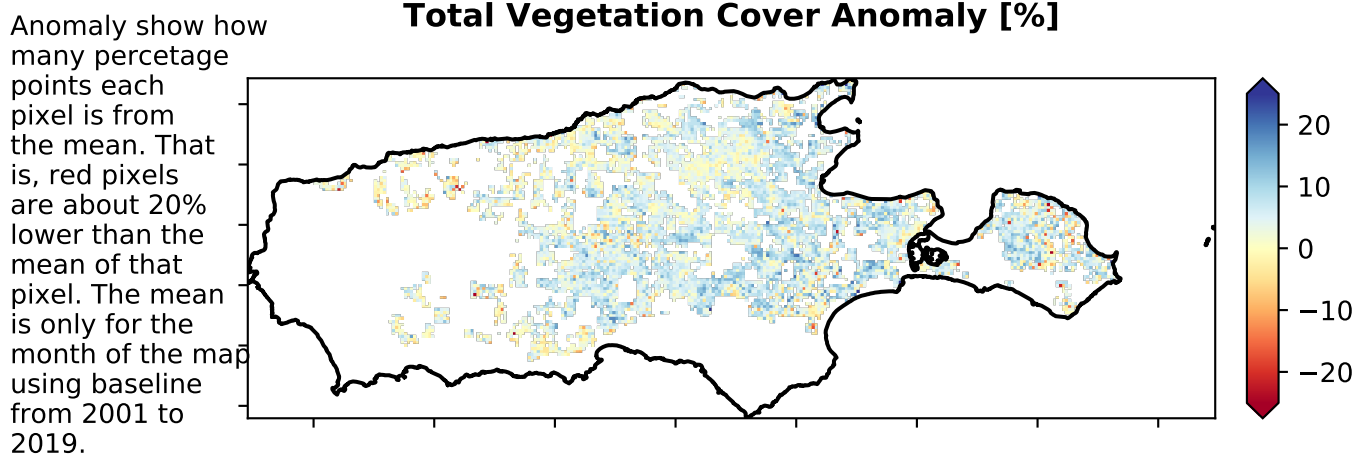 Total Vegetation Cover Anomaly [%]
Anomaly show how
many percetage
points each
pixel is from
the mean. That
is, red pixels
are about 20%
lower than the
mean of that
pixel. The mean
is only for the
month of the map
using baseline
from 2001 to
2019.
20
10
0
−10
−20